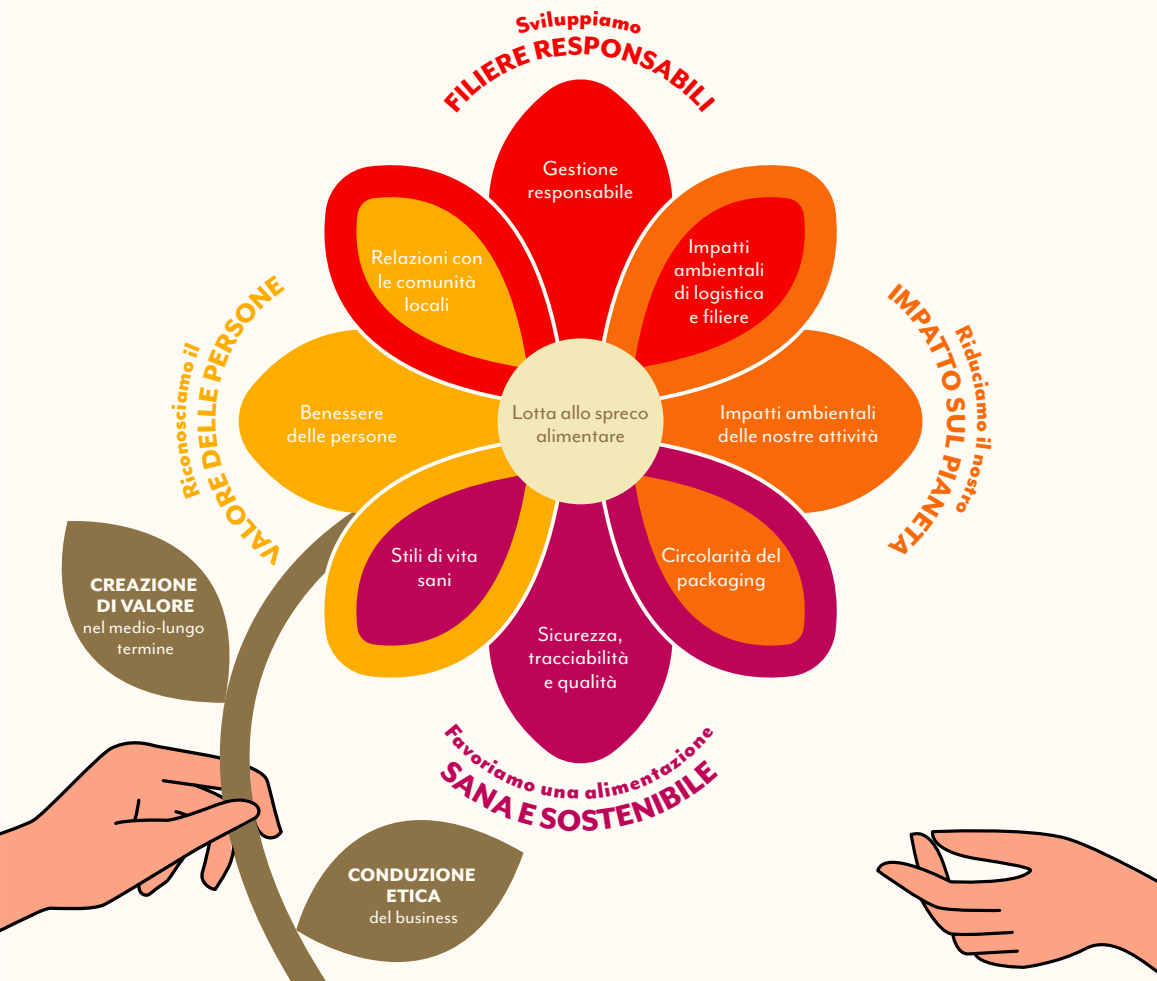 Sviluppiamo
FILIERE RESPONSABILI
Gestione
responsabile
Relazioni con
le comunità
locali
Impatti
ambientali
di logistica
e filiere
Riconosciamo il
VALORE DELLE PERSONE
Benessere
delle persone
Lotta allo spreco
alimentare
Impatti ambientali
delle nostre attività
Riduciamo il nostro
IMPATTO SUL PIANETA
Stili di vita
sani
Circolarità del
packaging
Sicurezza,
tracciabilità
e qualità
Favoriamo una alimentazione
SANA E SOSTENIBILE
CREAZIONE
DI VALORE
nel medio-lungo
termine
CONDUZIONE
ETICA
del business